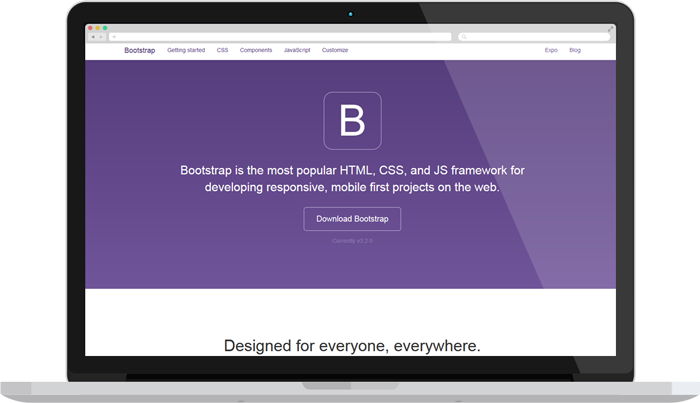 Bootstrap Getting started CSS Components JavaScript Customize Expo Blog
B
Bootstrap is the most popular HTML, CSS, and JS framework for
developing responsive, mobile first projects on the web.
Download Bootstrap
Currently v3.2.0
Designed for everyone, everywhere.